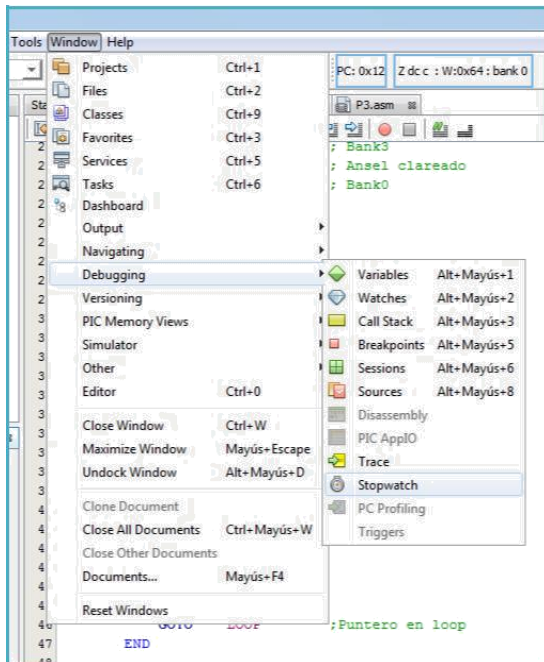 Tools Window Help
PC: 0x12 Z dc c : W:0x64 : bank 0
Projects Ctrl+1
Files Ctrl+2
Classes Ctrl+9
Favorites Ctrl+3
Services Ctrl+5
Tasks Ctrl+6
Dashboard
Output
Navigating
Debugging
Versioning
PIC Memory Views
Simulator
Other
Editor Ctrl+0
Close Window Ctrl+W
Maximize Window Mayús+Escape
Undock Window Alt+Mayús+D
Clone Document
Close All Documents Ctrl+Mayús+W
Close Other Documents
Documents... Mayús+F4
Reset Windows
Sta
P3.asm
; Bank3
; Ansel clareado
; Bank0
Variables Alt+Mayús+1
Watches Alt+Mayús+2
Call Stack Alt+Mayús+3
Breakpoints Alt+Mayús+5
Sessions Alt+Mayús+6
Sources Alt+Mayús+8
Disassembly
PIC AppIO
Trace
Stopwatch
PC Profiling
Triggers
46 GOTO LOOP ;Puntero en loop
47 END